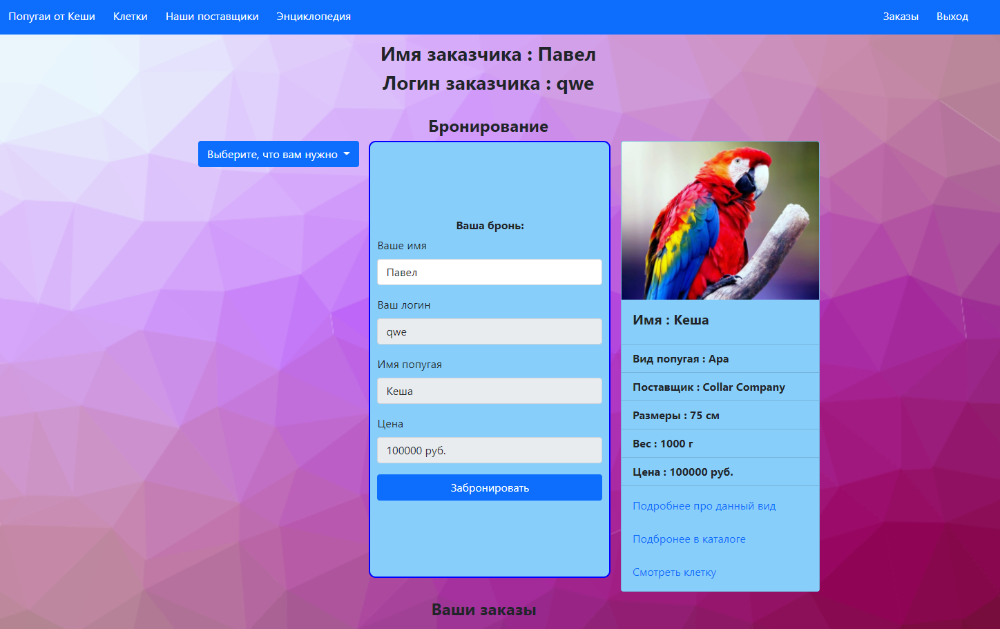 Попугаи от Кеши Клетки Наши поставщики Энциклопедия Заказы Выход
Имя заказчика : Павел
Логин заказчика : qwe
Бронирование
Выберите, что вам нужно
Ваша бронь:
Ваше имя
Павел
Ваш логин
qwe
Имя попугая
Кеша
Цена
100000 руб.
Забронировать
Имя : Кеша
Вид попугая : Ара
Поставщик : Collar Company
Размеры : 75 см
Вес : 1000 г
Цена : 100000 руб.
Подробнее про данный вид
Подбронее в каталоге
Смотреть клетку
Ваши заказы